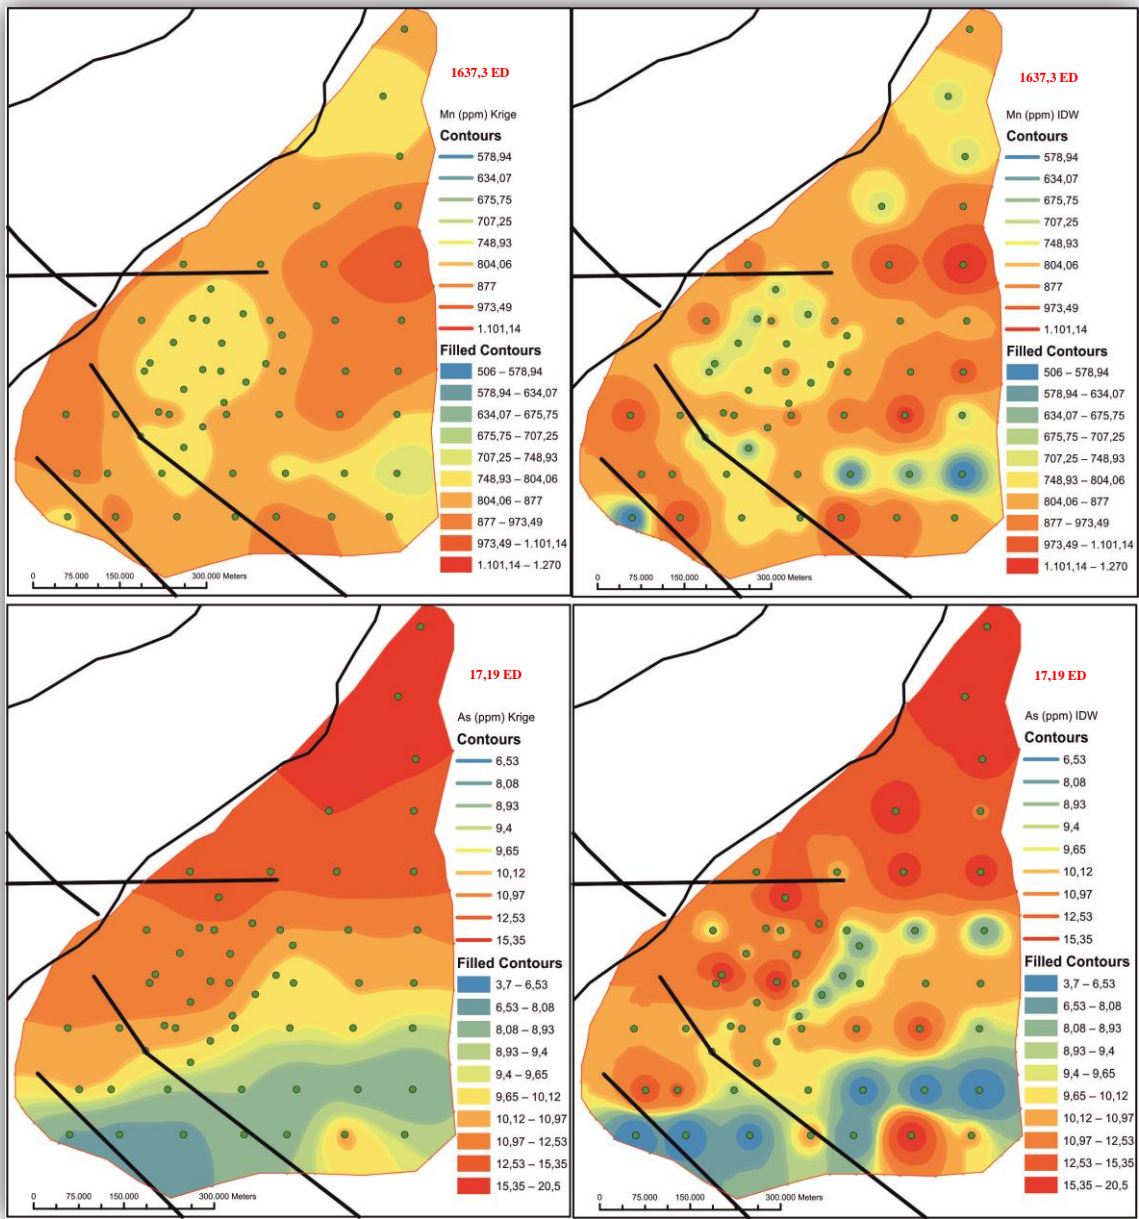 1637,3 ED
Mn (ppm) Krige
Contours
578,94
634,07
675,75
707,25
748,93
804,06
877
973,49
1.101,14
Filled Contours
506 – 578,94
578,94 – 634,07
634,07 – 675,75
675,75 – 707,25
707,25 – 748,93
748,93 – 804,06
804,06 – 877
877 – 973,49
973,49 – 1.101,14
1.101,14 – 1.270
0 75.000 150.000 300.000 Meters
1637,3 ED
Mn (ppm) IDW
Contours
578,94
634,07
675,75
707,25
748,93
804,06
877
973,49
1.101,14
Filled Contours
506 – 578,94
578,94 – 634,07
634,07 – 675,75
675,75 – 707,25
707,25 – 748,93
748,93 – 804,06
804,06 – 877
877 – 973,49
973,49 – 1.101,14
1.101,14 – 1.270
0 75.000 150.000 300.000 Meters
17,19 ED
As (ppm) Krige
Contours
6,53
8,08
8,93
9,4
9,65
10,12
10,97
12,53
15,35
Filled Contours
3,7 – 6,53
6,53 – 8,08
8,08 – 8,93
8,93 – 9,4
9,4 – 9,65
9,65 – 10,12
10,12 – 10,97
10,97 – 12,53
12,53 – 15,35
15,35 – 20,5
0 75.000 150.000 300.000 Meters
17,19 ED
As (ppm) IDW
Contours
6,53
8,08
8,93
9,4
9,65
10,12
10,97
12,53
15,35
Filled Contours
3,7 – 6,53
6,53 – 8,08
8,08 – 8,93
8,93 – 9,4
9,4 – 9,65
9,65 – 10,12
10,12 – 10,97
10,97 – 12,53
12,53 – 15,35
15,35 – 20,5
0 75.000 150.000 300.000 Meters